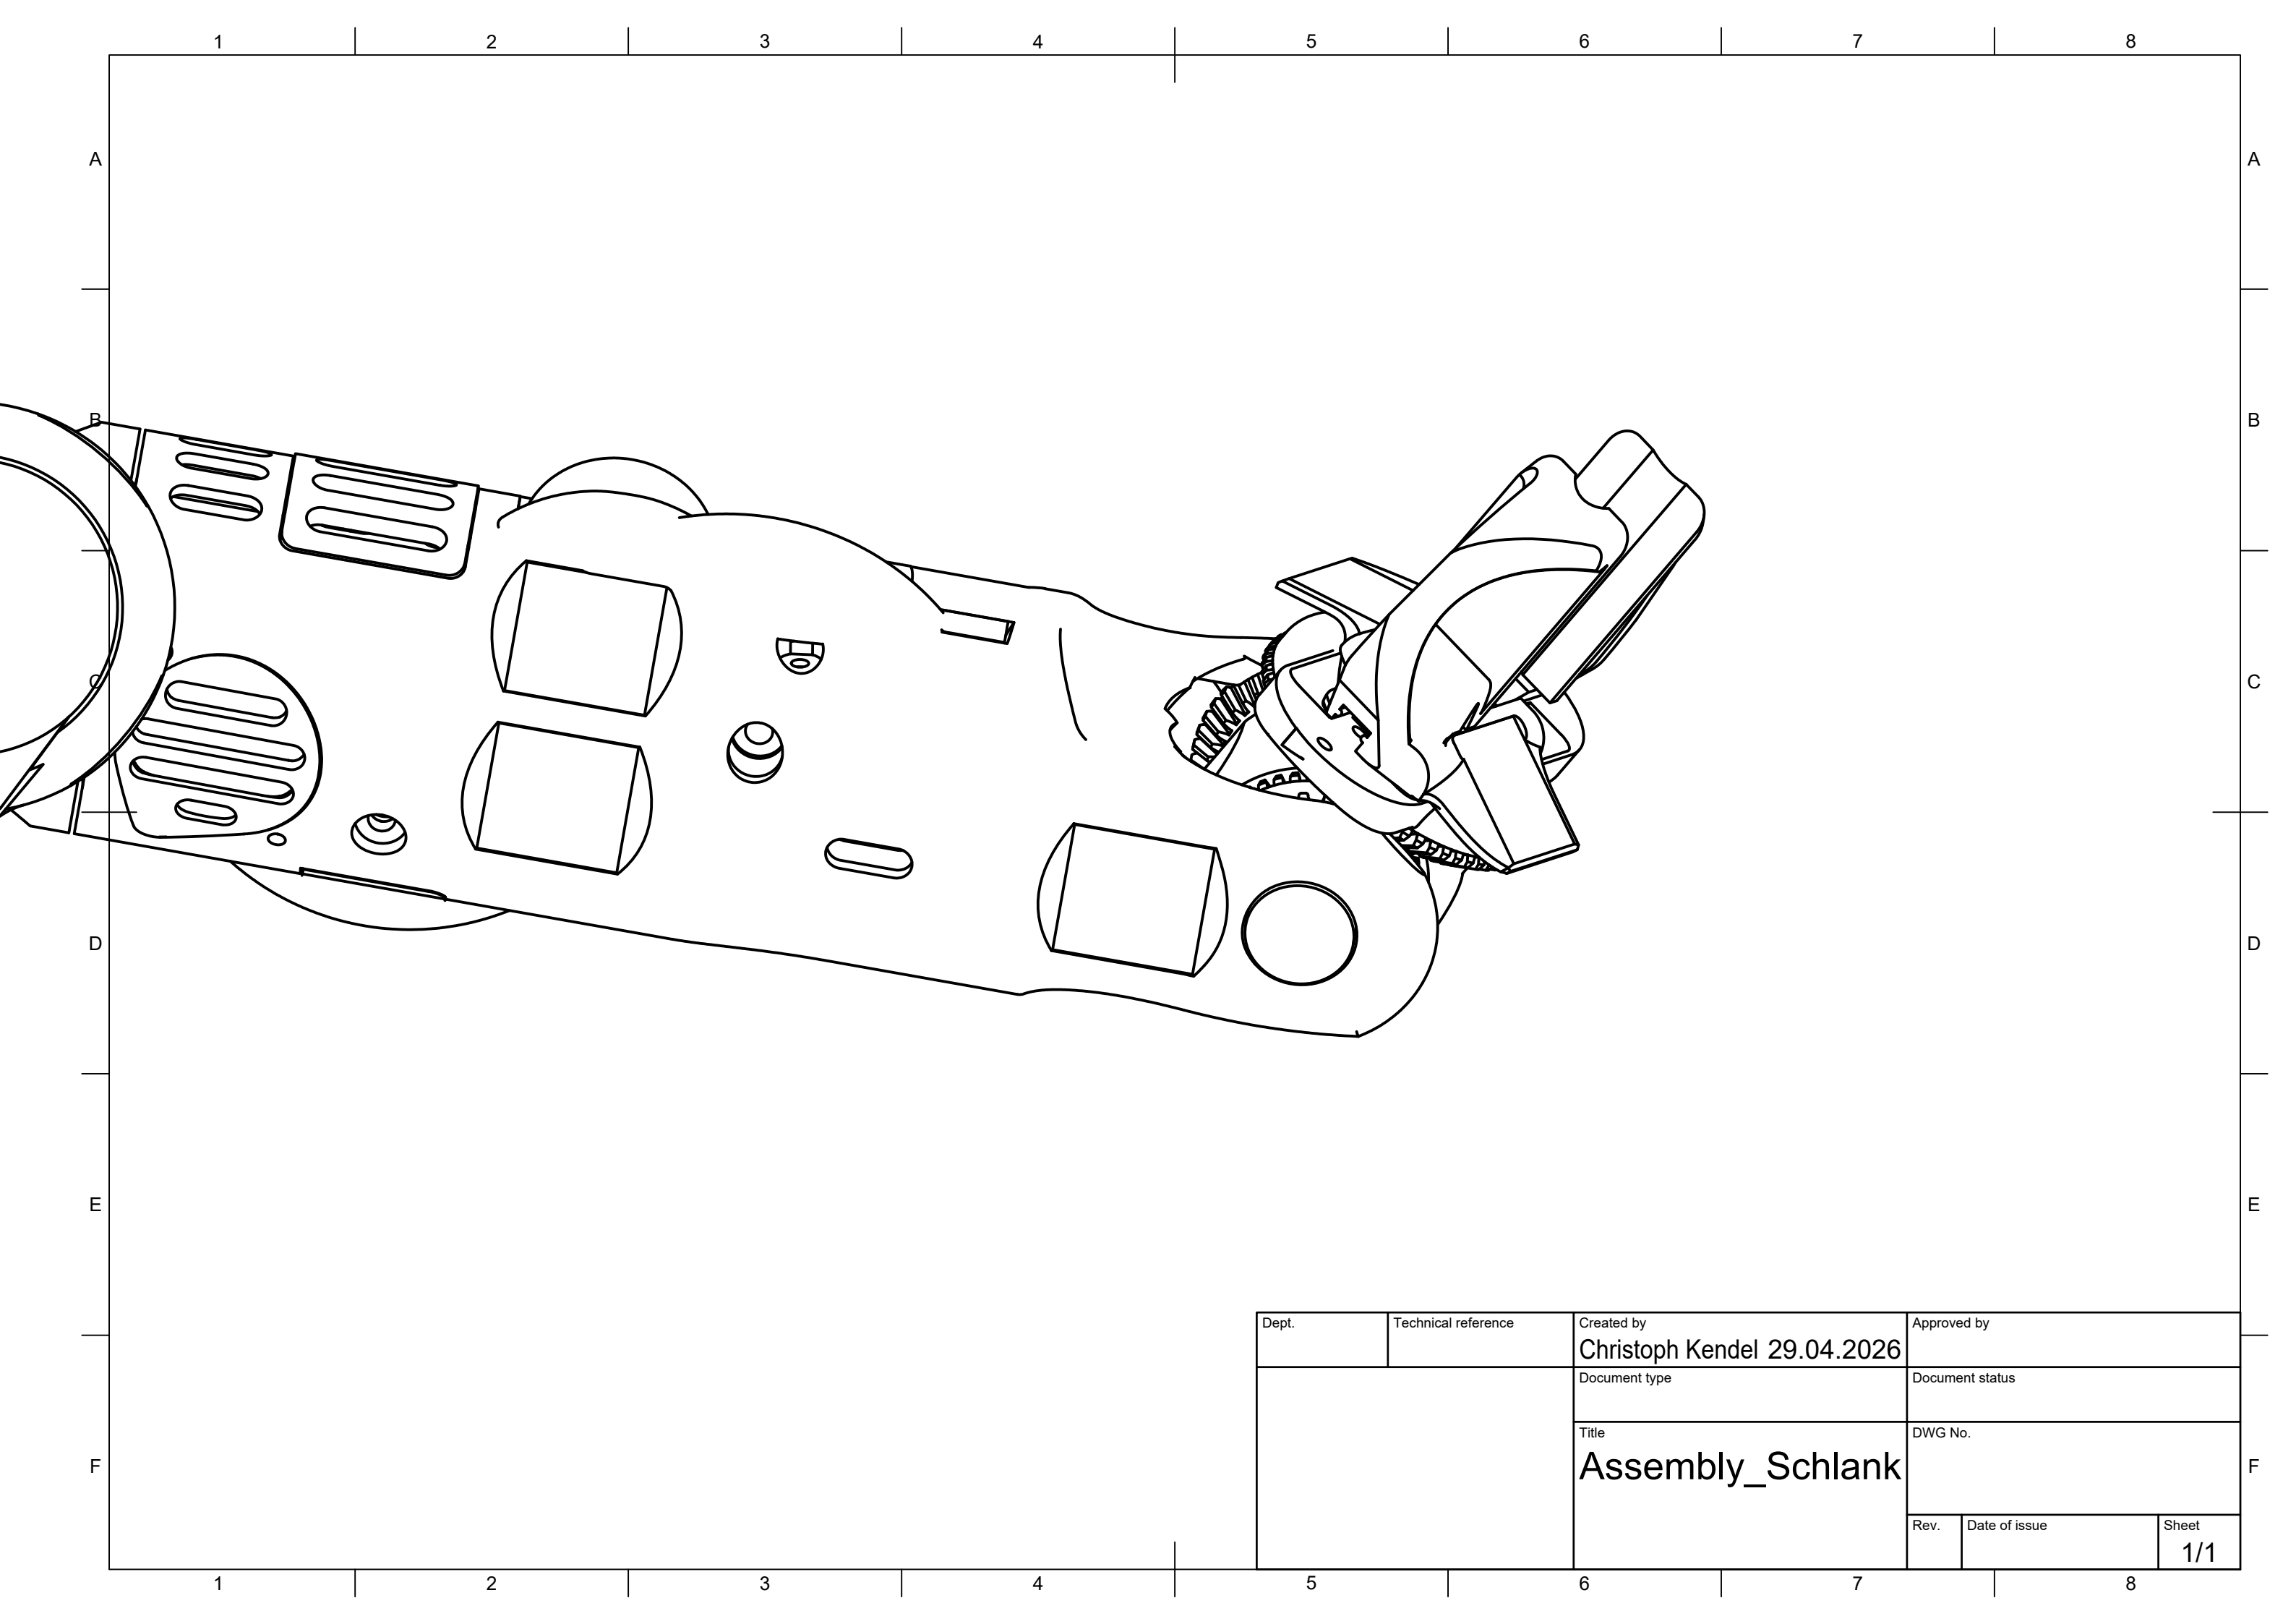 1 2 3 4 5 6 7 8
A A
B B
C C
D D
E E
F F
Dept. Technical reference Created by Approved by
Christoph Kendel 29.04.2026
Document type Document status
Title DWG No.
Assembly_Schlank
Rev. Date of issue Sheet
1/1
1 2 3 4 5 6 7 8